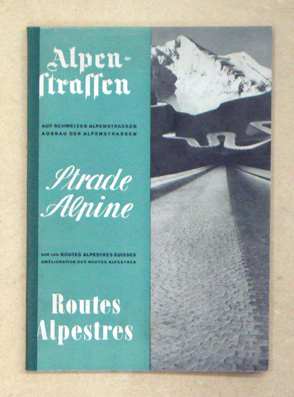 Alpen-
strassen
AUF SCHWEIZER ALPENSTRASSEN
AUSBAU DER ALPENSTRASSEN
Strade
Alpine
SUR LES ROUTES ALPESTRES SUISSES
AMÉLIORATION DES ROUTES ALPESTRES
Routes
Alpestres